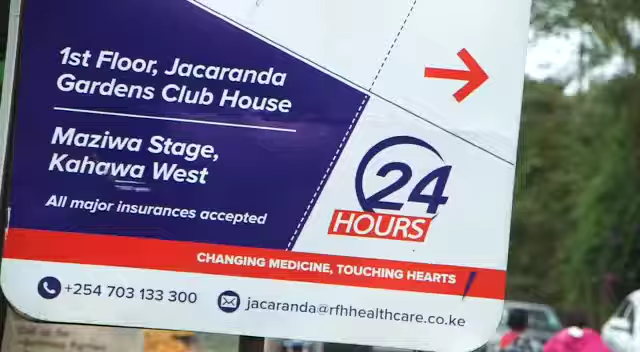 1st Floor, Jacaranda
Gardens Club House
Maziwa Stage,
Kahawa West
All major insurances accepted
24
HOURS
CHANGING MEDICINE, TOUCHING HEARTS
+254 703 133 300
jacaranda@rfhhealthcare.co.ke